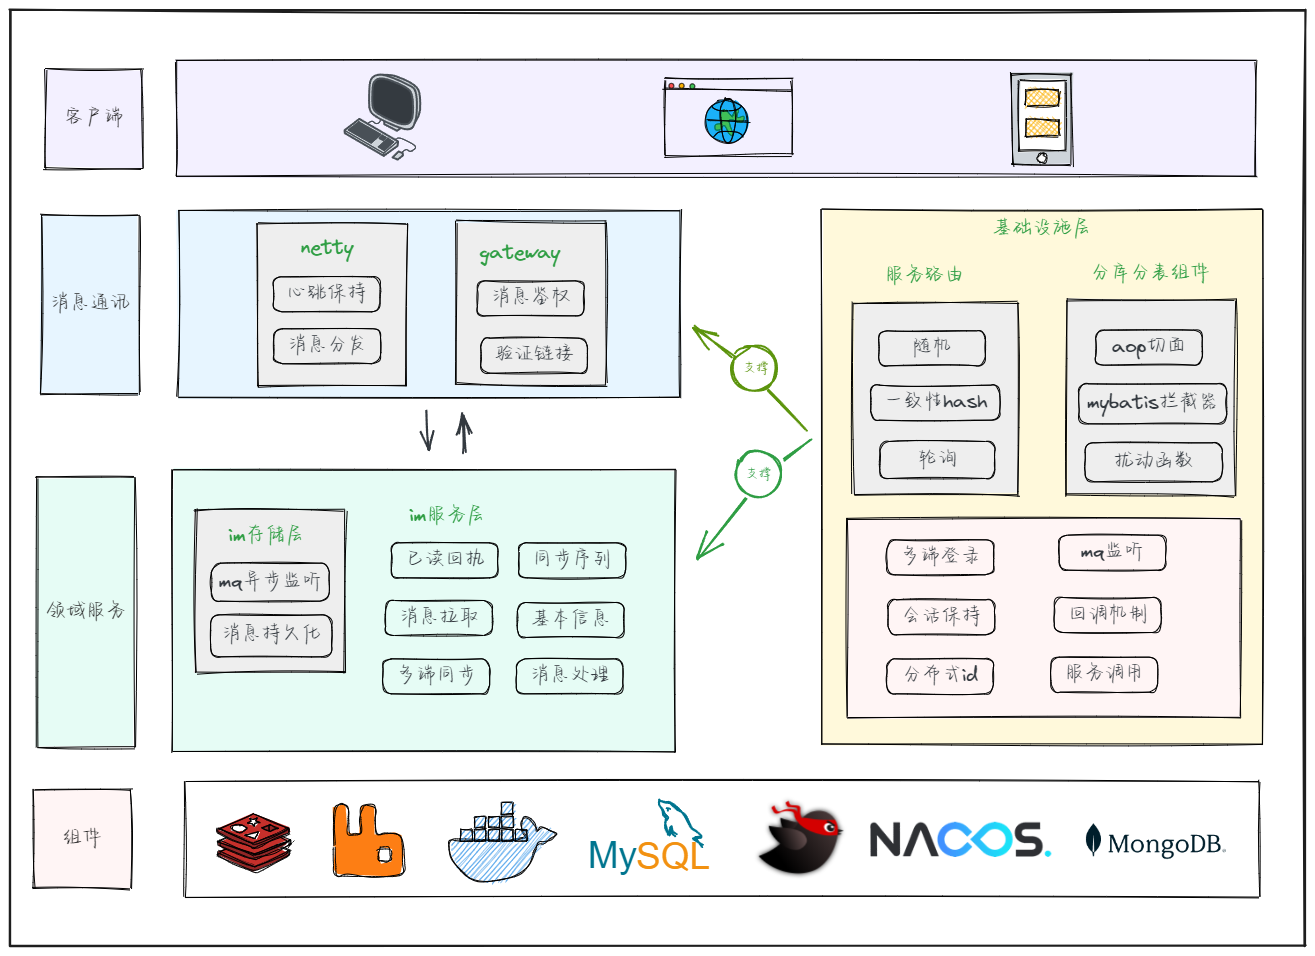 客户端
消息通讯
netty
心跳保持
消息分发
gateway
消息鉴权
验证链接
支撑
支撑
基础设施层
服务路由
随机
一致性hash
轮询
分库分表组件
aop切面
mybatis拦截器
扰动函数
多端登录
mq监听
会话保持
回调机制
分布式id
服务调用
领域服务
im存储层
mq异步监听
消息持久化
im服务层
已读回执
同步序列
消息拉取
基本信息
多端同步
消息处理
组件
MySQL
NACOS.
MongoDB.